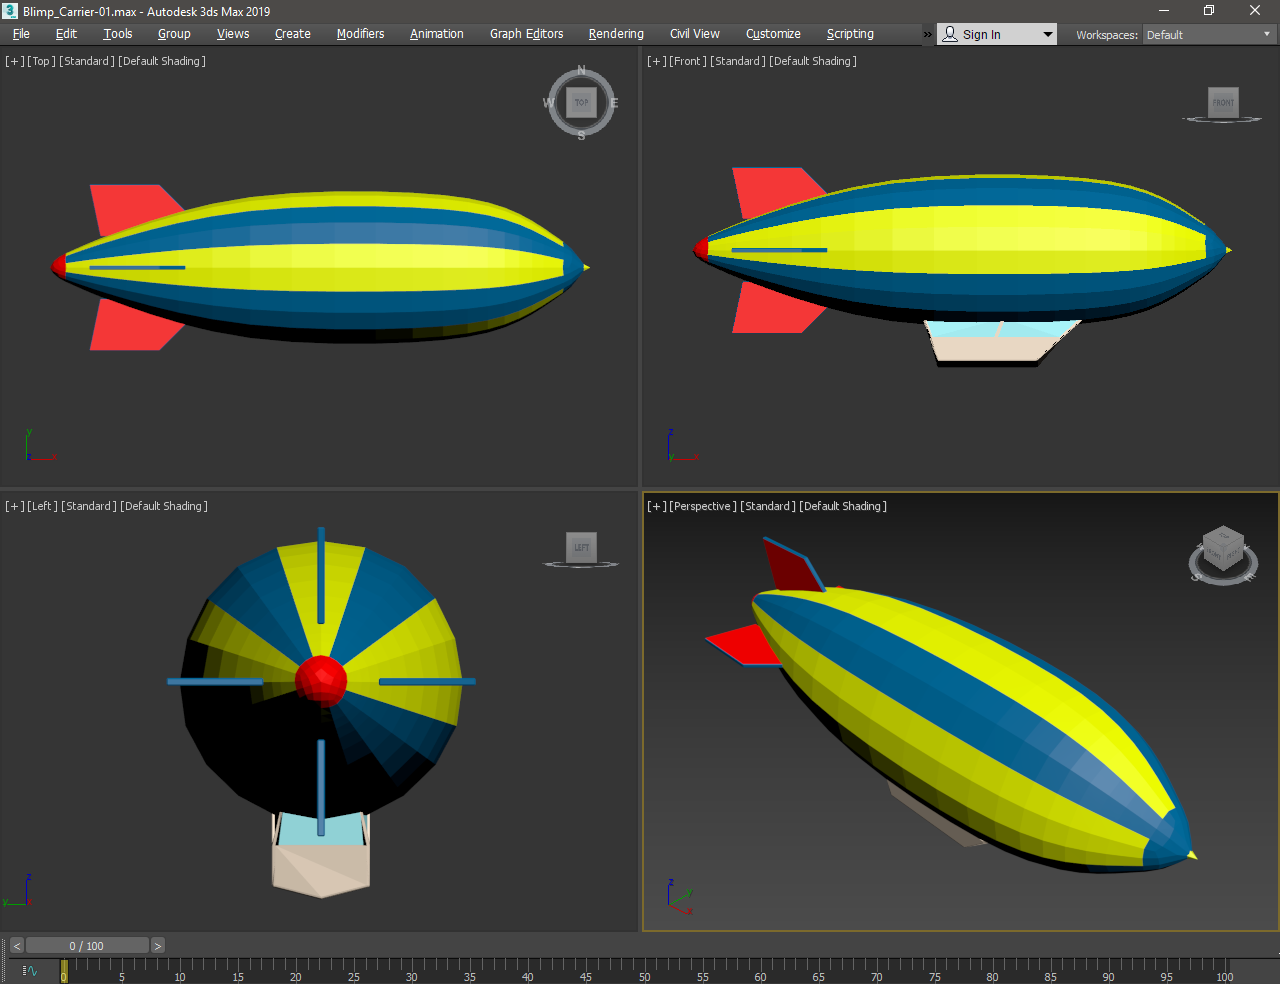 Blimp_Carrier-01.max - Autodesk 3ds Max 2019
File Edit Tools Group Views Create Modifiers Animation Graph Editors Rendering Civil View Customize Scripting » Sign In Workspaces: Default
[+] [Top] [Standard] [Default Shading]
N
W TOP E
S
[+] [Front] [Standard] [Default Shading]
FRONT
y
z x
z
y x
[+] [Left] [Standard] [Default Shading]
LEFT
z
y x
[+] [Perspective] [Standard] [Default Shading]
TOP
S E
z
y
x
< 0 / 100 >
0 5 10 15 20 25 30 35 40 45 50 55 60 65 70 75 80 85 90 95 100